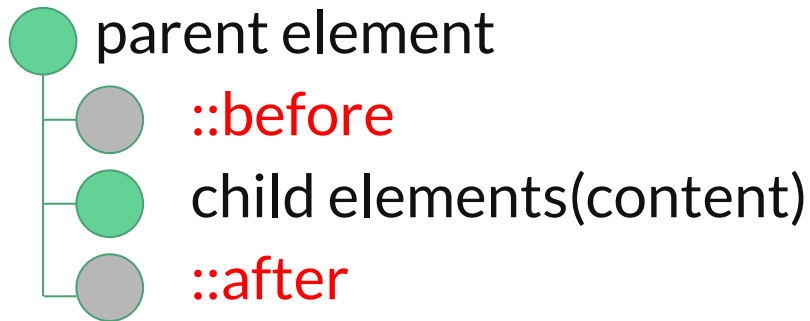 parent element
::before
child elements(content)
::after